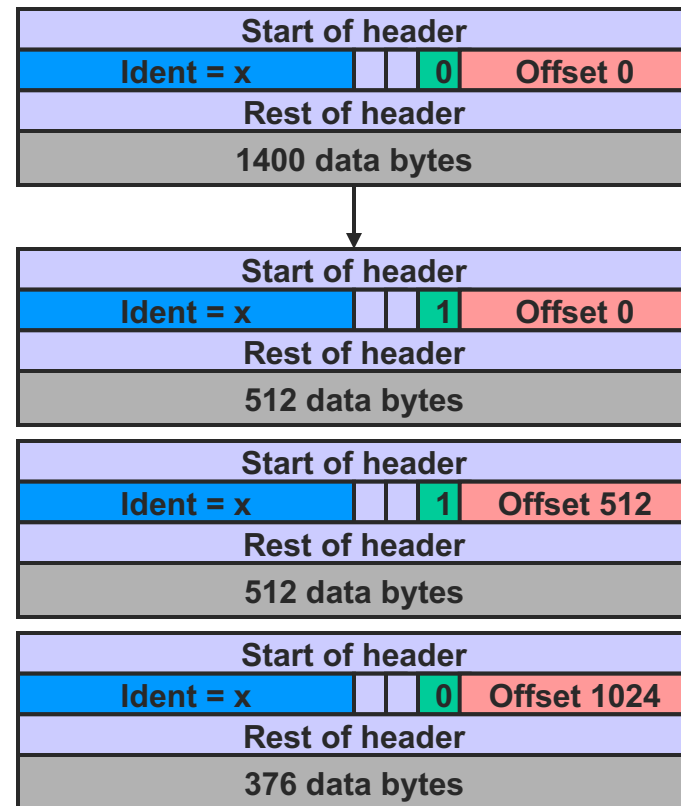 Start of header
Ident = x 0 Offset 0
Rest of header
1400 data bytes
Start of header
Ident = x 1 Offset 0
Rest of header
512 data bytes
Start of header
Ident = x 1 Offset 512
Rest of header
512 data bytes
Start of header
Ident = x 0 Offset 1024
Rest of header
376 data bytes